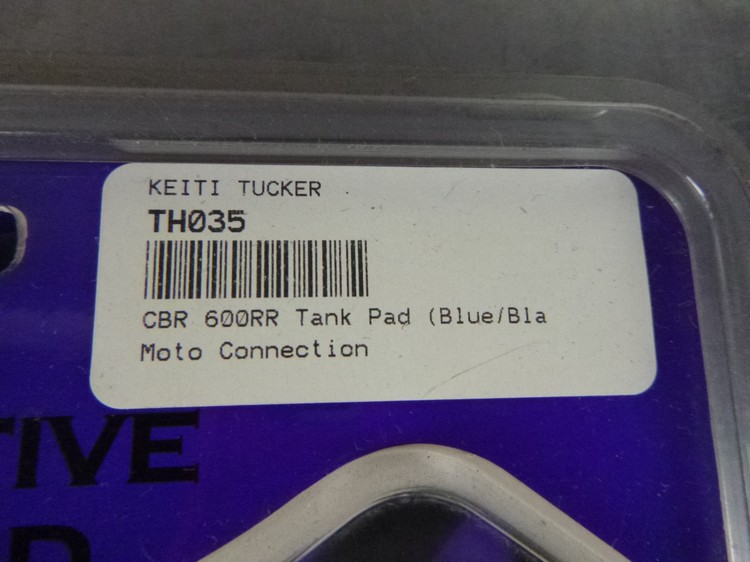 KEITI TUCKER
TH035
CBR 600RR Tank Pad (Blue/Bla
Moto Connection
TIVE